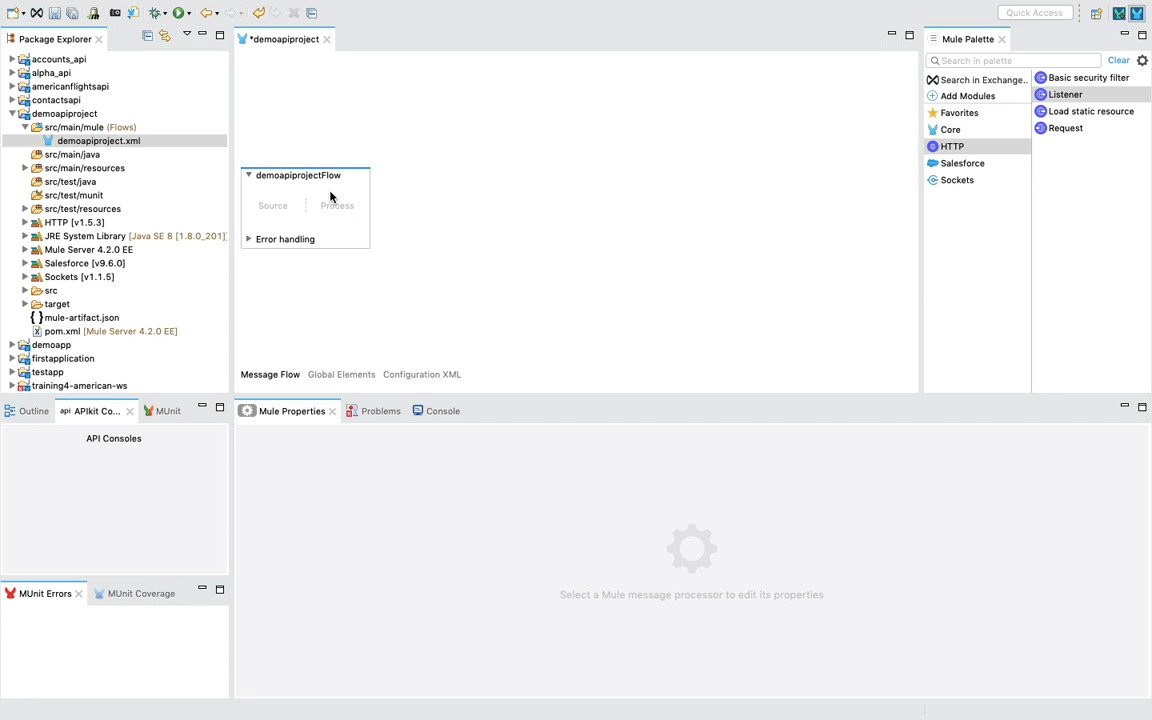 Quick Access
Package Explorer
accounts_api
alpha_api
americanflightsapi
contactsapi
demoapiproject
src/main/mule (Flows)
demoapiproject.xml
src/main/java
src/main/resources
src/test/java
src/test/munit
src/test/resources
HTTP [v1.5.3]
JRE System Library [Java SE 8 [1.8.0_201]]
Mule Server 4.2.0 EE
Salesforce [v9.6.0]
Sockets [v1.1.5]
src
target
mule-artifact.json
pom.xml [Mule Server 4.2.0 EE]
demoapp
firstapplication
testapp
training4-american-ws
*demoapiproject
demoapiprojectFlow
Source
Process
Error handling
Message Flow Global Elements Configuration XML
Mule Palette
Search in palette
Clear
Search in Exchange..
Add Modules
Favorites
Core
HTTP
Salesforce
Sockets
Basic security filter
Listener
Load static resource
Request
Outline
api APIkit Co...
MUnit
API Consoles
MUnit Errors
MUnit Coverage
Mule Properties
Problems
Console
Select a Mule message processor to edit its properties